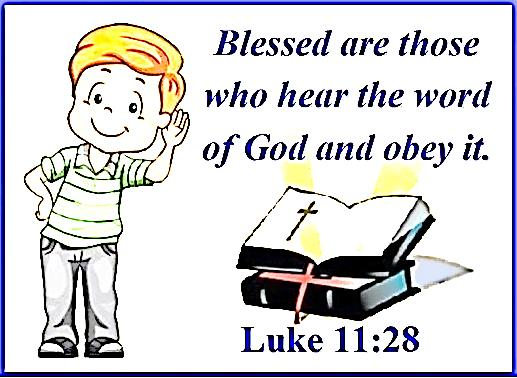 Blessed are those
who hear the word
of God and obey it.
Luke 11:28